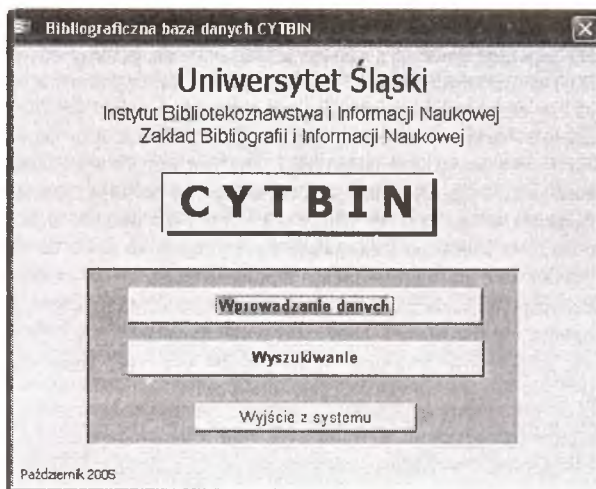 Bibliograficzna baza danych CYTBIN
Uniwersytet Śląski
Instytut Bibliotekoznawstwa i Informacji Naukowej
Zakład Bibliografii i Informacji Naukowej
CYTBIN
Wprowadzanie danych
Wyszukiwanie
Wyjście z systemu
Październik 2005